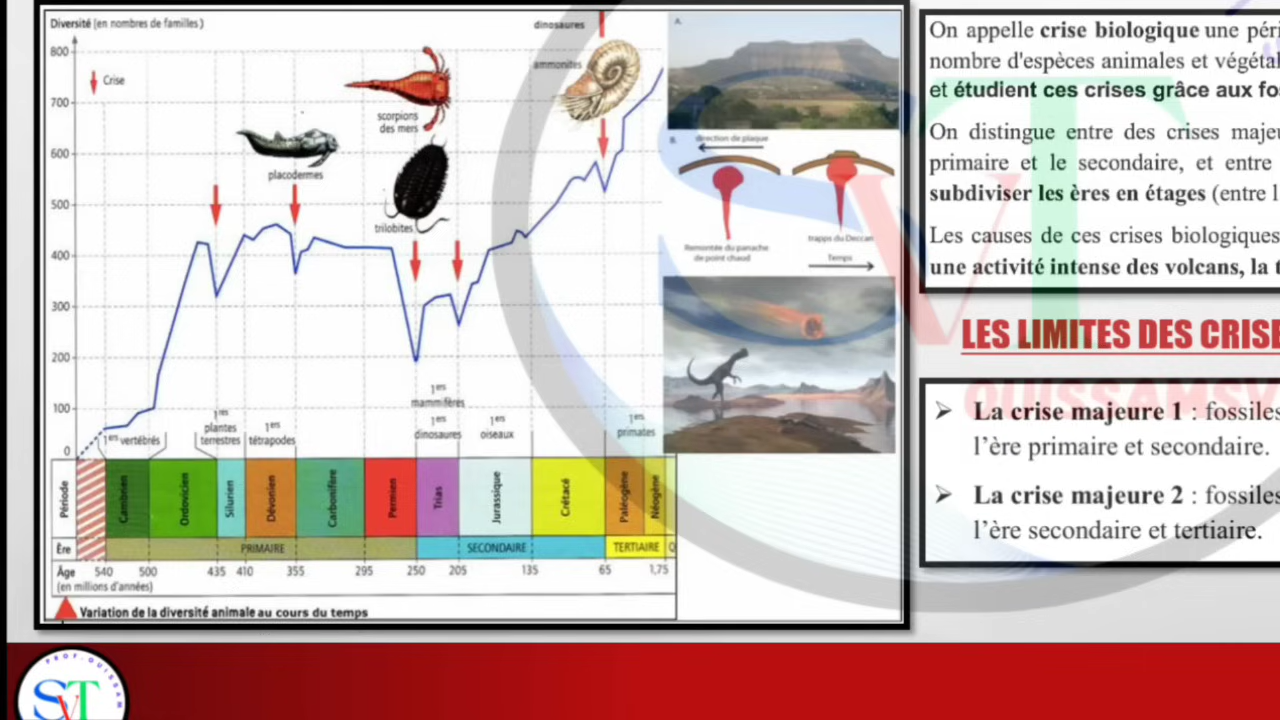 Diversité (en nombres de familles)
800
700
600
500
400
300
200
100
0
Crise
placodermes
scorpions
des mers
trilobites
dinosaures
ammonites
1ers vertébrés
1res
plantes
terrestres
1ers
tétrapodes
1ers
mammifères
1ers
dinosaures
1ers
oiseaux
1ers
primates
Période
Cambrien
Ordovicien
Silurien
Dévonien
Carbonifère
Permien
Trias
Jurassique
Crétacé
Paléogène
Néogène
Ère
PRIMAIRE
SECONDAIRE
TERTIAIRE
Q
Âge
(en millions d'années)
540 500 435 410 355 295 250 205 135 65 1,75
Variation de la diversité animale au cours du temps
A.
B.
direction de plaque
Remontée du panache
de point chaud
trapps du Deccan
Temps
On appelle crise biologique une péri
nombre d'espèces animales et végétal
et étudient ces crises grâce aux fo
On distingue entre des crises majeu
primaire et le secondaire, et entre
subdiviser les ères en étages (entre l
Les causes de ces crises biologiques
une activité intense des volcans, la t
LES LIMITES DES CRISE
OUISSAMSV
La crise majeure 1 : fossiles
l'ère primaire et secondaire.
La crise majeure 2 : fossiles
l'ère secondaire et tertiaire.
PROF.OUISSAM
SVT